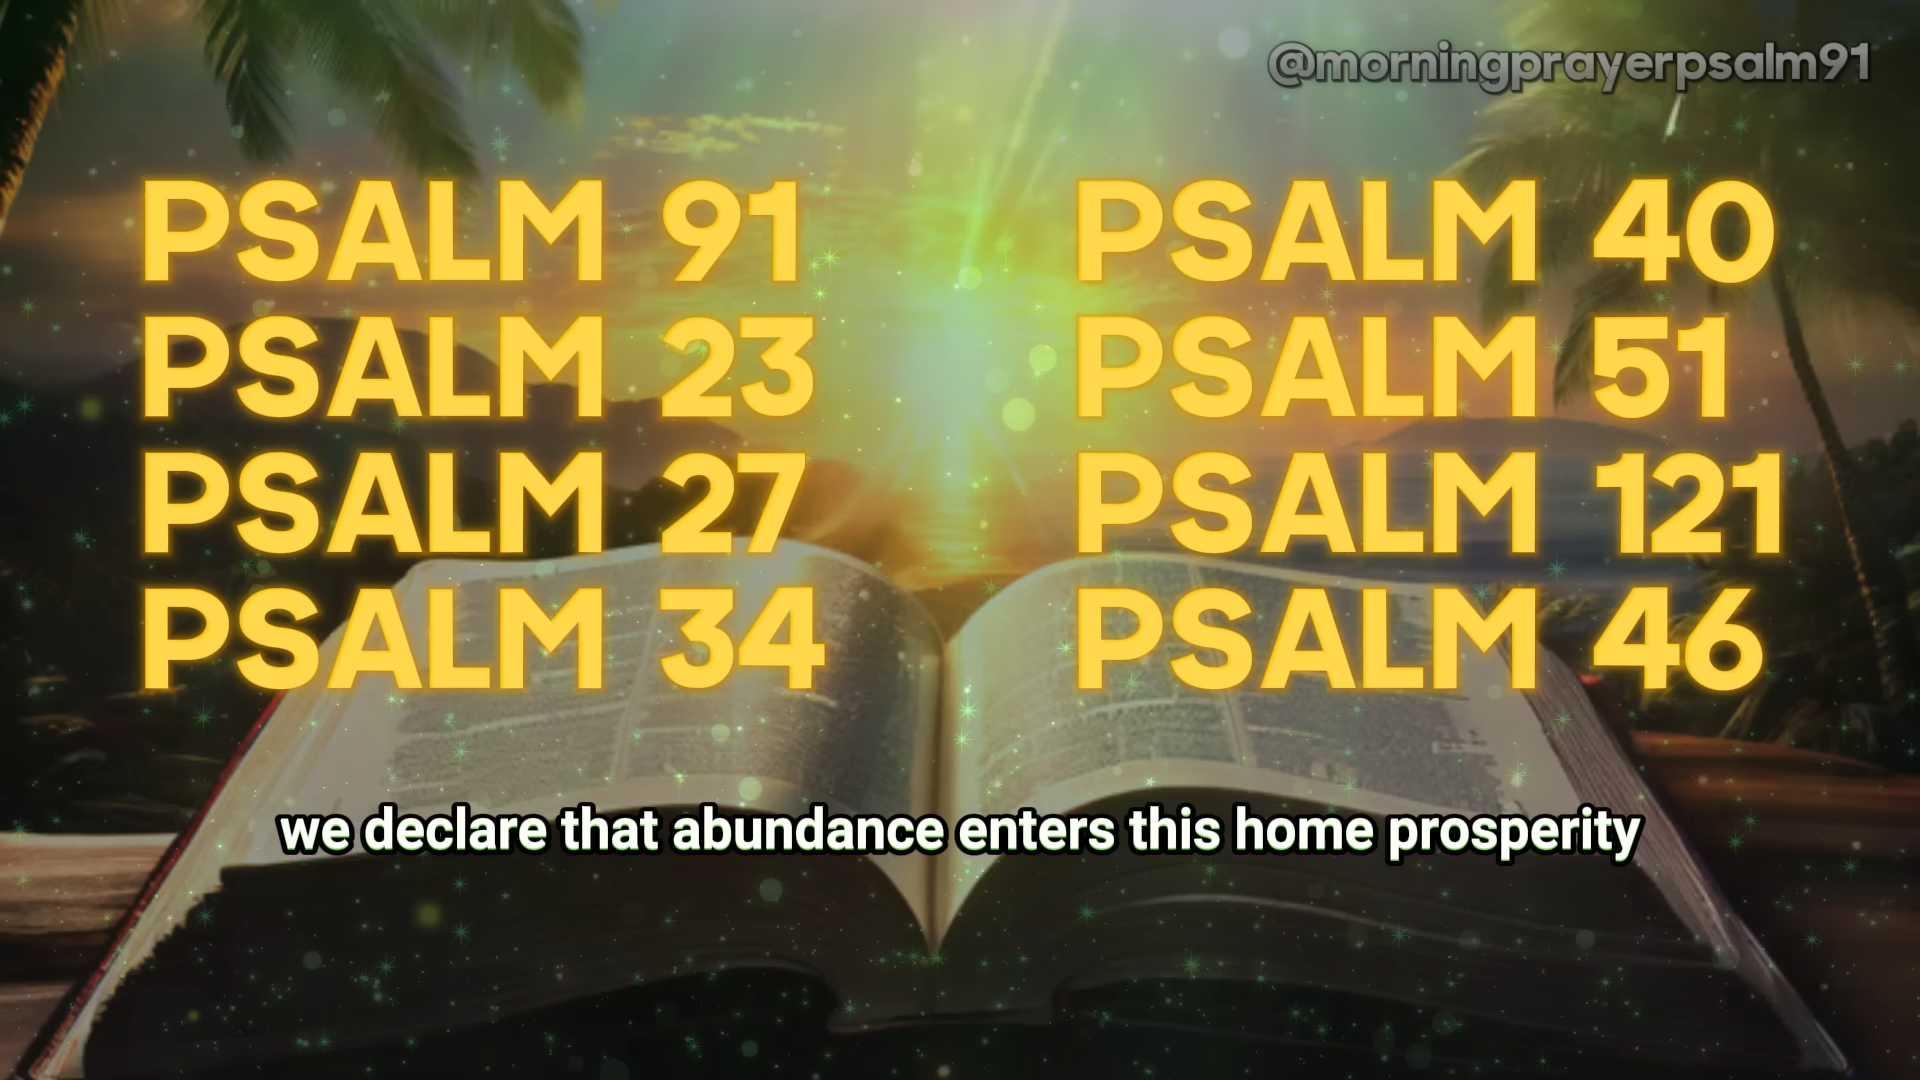 @morningprayerpsalm91
PSALM 91
PSALM 23
PSALM 27
PSALM 34
PSALM 40
PSALM 51
PSALM 121
PSALM 46
we declare that abundance enters this home prosperity